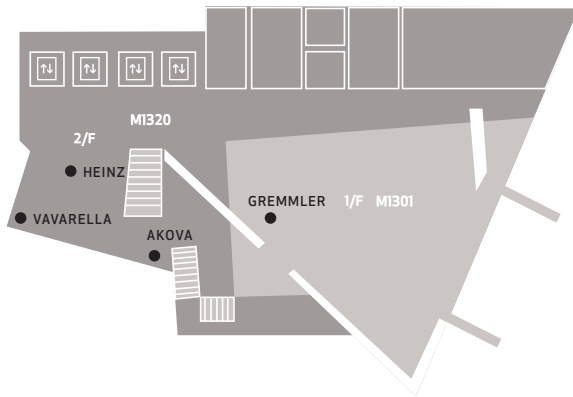 M1320
2/F
HEINZ
GREMMLER 1/F M1301
VAVARELLA
AKOVA